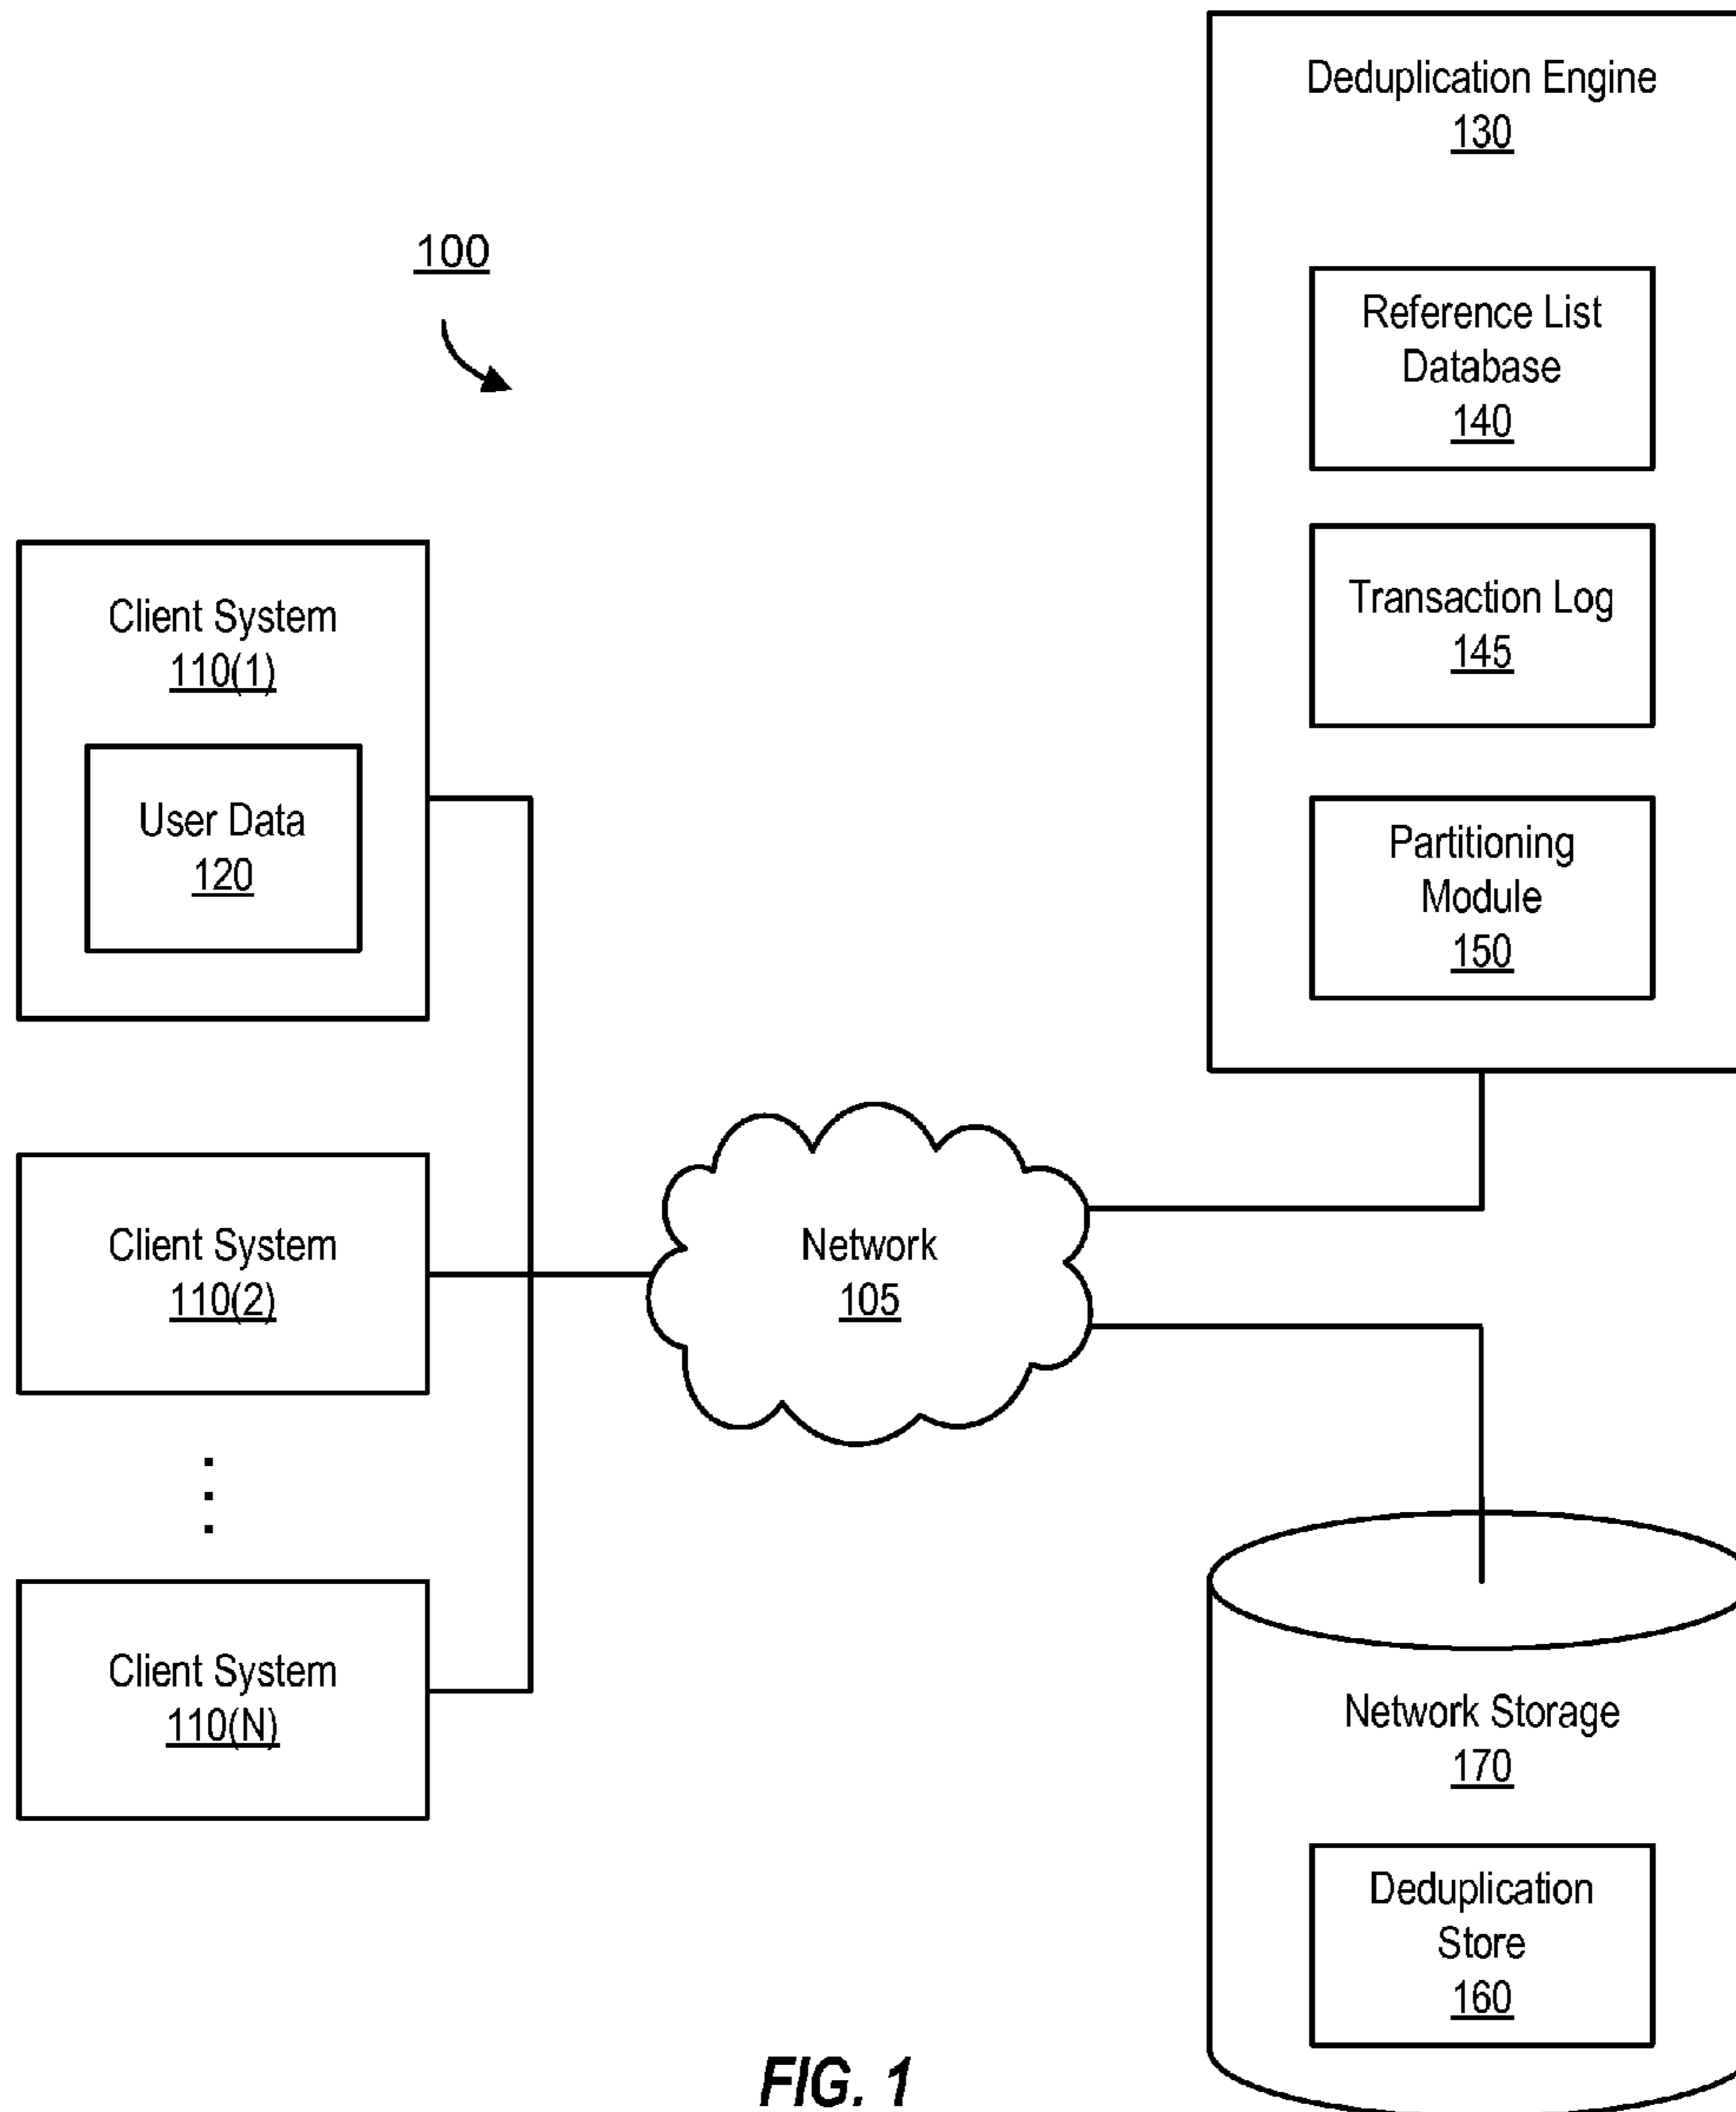 100
Client System
110(1)
User Data
120
Client System
110(2)
Client System
110(N)
Network
105
Deduplication Engine
130
Reference List
Database
140
Transaction Log
145
Partitioning
Module
150
Network Storage
170
Deduplication
Store
160
FIG. 1